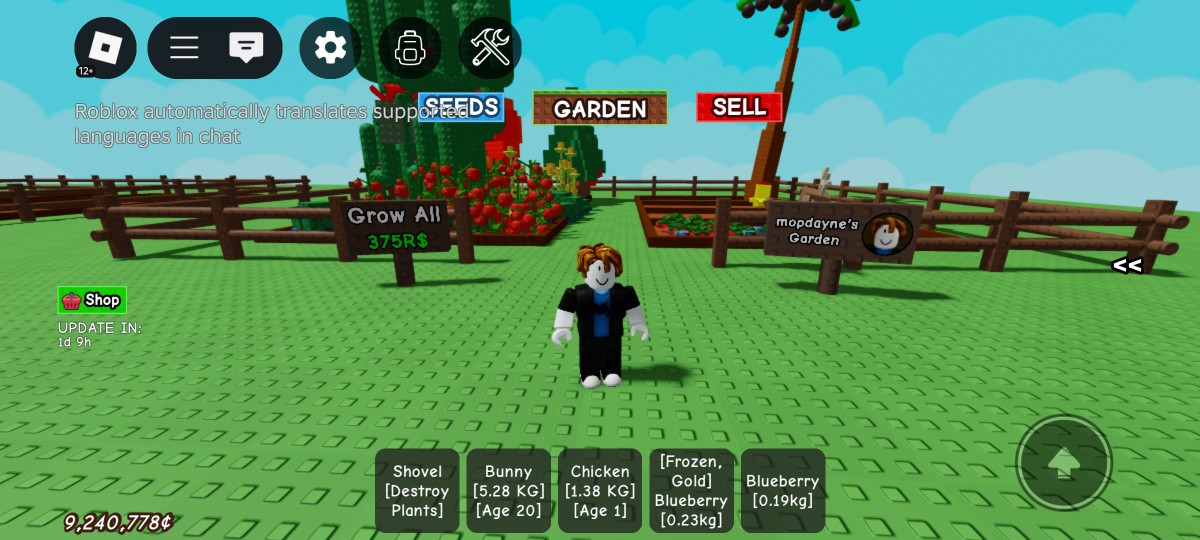 12+
Roblox automatically translates supported
languages in chat
SEEDS
GARDEN
SELL
Grow All
375R$
mopdayne's
Garden
<<
Shop
UPDATE IN:
1d 9h
Shovel
[Destroy
Plants]
Bunny
[5.28 KG]
[Age 20]
Chicken
[1.38 KG]
[Age 1]
[Frozen,
Gold]
Blueberry
[0.23kg]
Blueberry
[0.19kg]
9,240,778¢